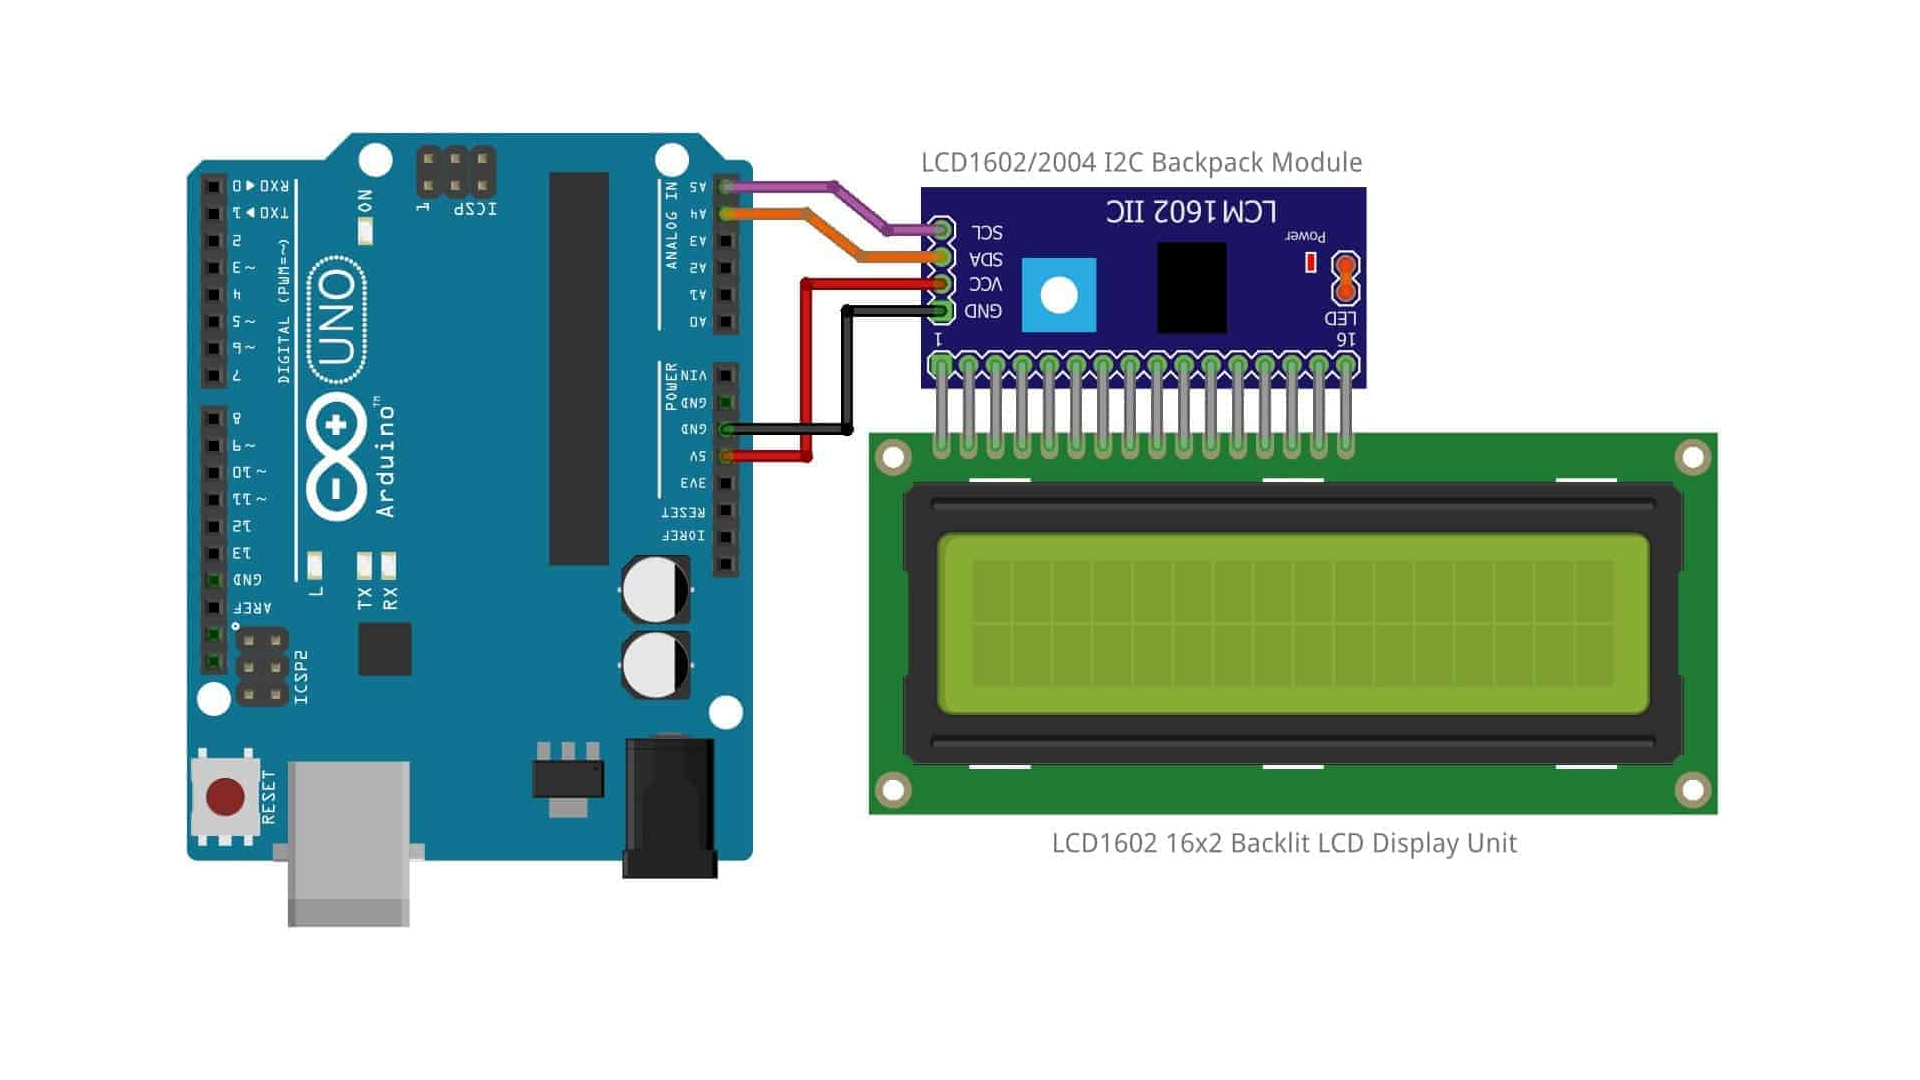 LCD1602/2004 I2C Backpack Module
LCM1602 IIC
SCL
SDA
VCC
GND
Power
LED
1
16
LCD1602 16x2 Backlit LCD Display Unit
RX0 ▶ 0
TX0 ◀ 1
2
~ 3
4
~ 5
~ 6
7
8
~ 9
~ 10
~ 11
12
13
GND
AREF
DIGITAL (PWM=~)
ON
1
ICSP
UNO
Arduino
TM
L
TX
RX
ICSP2
RESET
ANALOG IN
A5
A4
A3
A2
A1
A0
POWER
VIN
GND
GND
5V
3V3
RESET
IOREF